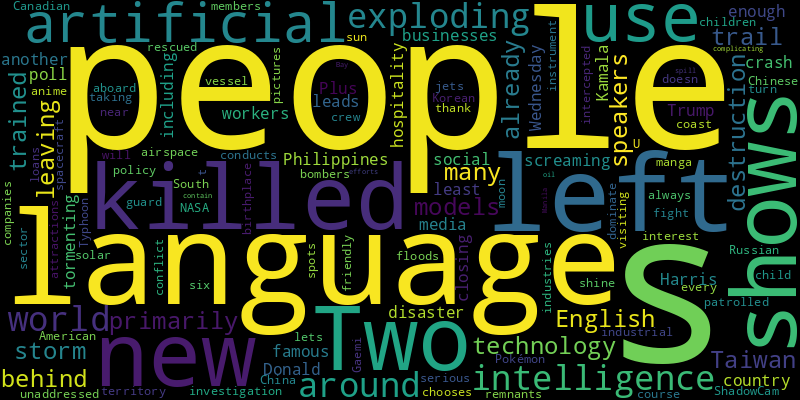 Canadian members
artificial exploding use enough children
another rescued sun businesses trail complicating
poll anime aboard vessel pictures Plus already instrument Kamala crash
trained taking leads jets Korean doesn Chinese
near including workers crew hospitality thank Wednesday intercepted Trump turn
people
leaving airspace will Philippines social screaming speakers U coast destruction
loans spacecraft policy conducts bombers many Russian
companies South t efforts least models moon oil manga always
killed left shows
guard NASA birthplace contain media Manila dominate fight child
sector attractions tormenting Typhoon solar six conflict spots friendly floods closing industries visiting interest
language s
shine Harris every patrolled
world primarily Two disaster English industrial
American Gaemi technology Taiwan
storm new lets famous Donald serious Pokémon country
behind around intelligence
unaddressed territory investigation China chooses remnants course ShadowCam